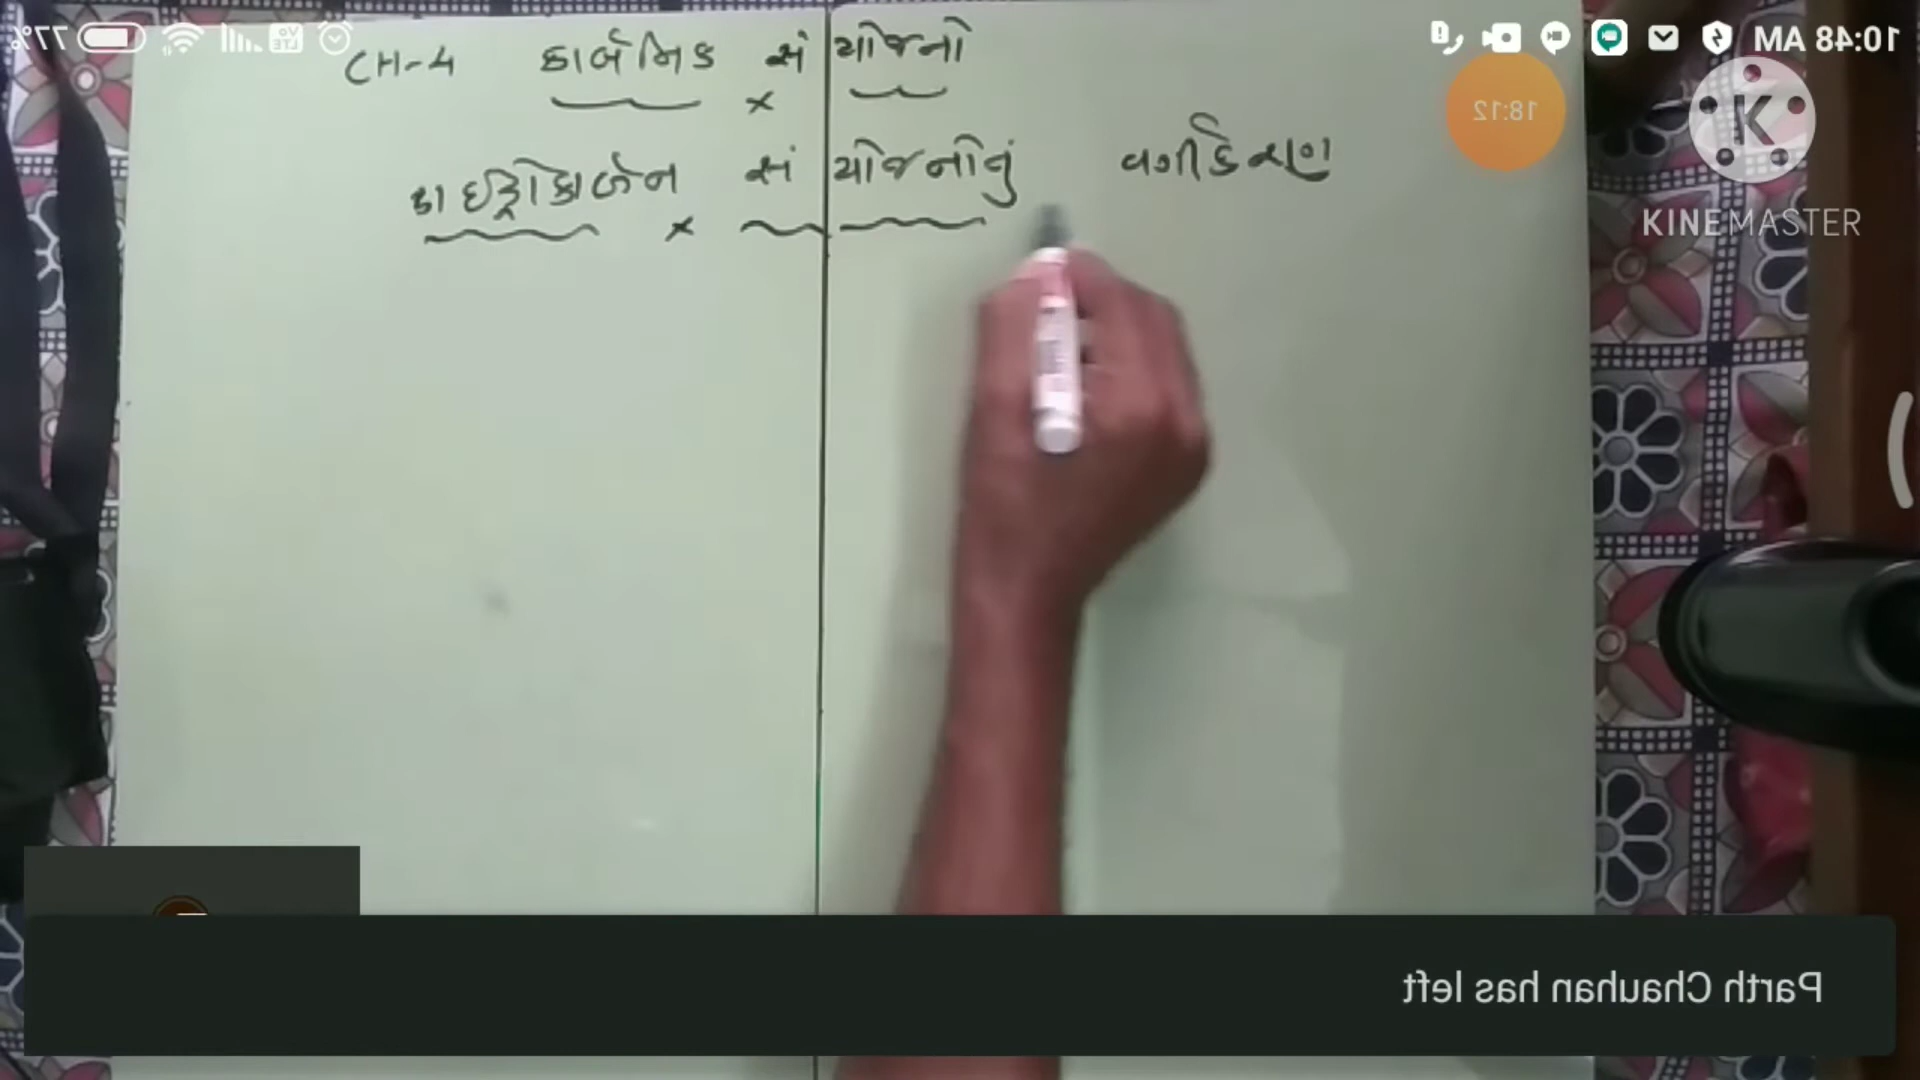 77% 10:48 AM
18:12
K
KINEMASTER
CH-4 કાર્બનિક સંયોજનો
હાઇડ્રોકાર્બન સંયોજનોનું વર્ગીકરણ
Parth Chauhan has left